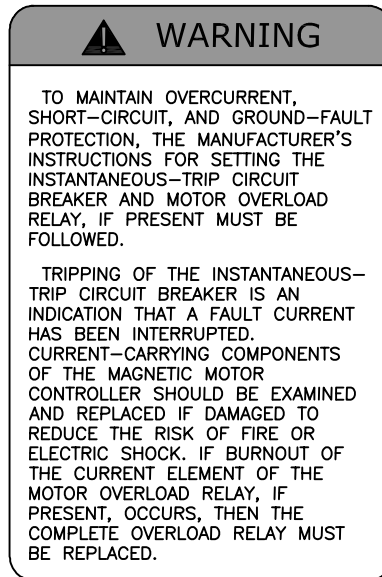 WARNING
TO MAINTAIN OVERCURRENT,
SHORT-CIRCUIT, AND GROUND-FAULT
PROTECTION, THE MANUFACTURER'S
INSTRUCTIONS FOR SETTING THE
INSTANTANEOUS-TRIP CIRCUIT
BREAKER AND MOTOR OVERLOAD
RELAY, IF PRESENT MUST BE
FOLLOWED.
TRIPPING OF THE INSTANTANEOUS-
TRIP CIRCUIT BREAKER IS AN
INDICATION THAT A FAULT CURRENT
HAS BEEN INTERRUPTED.
CURRENT-CARRYING COMPONENTS
OF THE MAGNETIC MOTOR
CONTROLLER SHOULD BE EXAMINED
AND REPLACED IF DAMAGED TO
REDUCE THE RISK OF FIRE OR
ELECTRIC SHOCK. IF BURNOUT OF
THE CURRENT ELEMENT OF THE
MOTOR OVERLOAD RELAY, IF
PRESENT, OCCURS, THEN THE
COMPLETE OVERLOAD RELAY MUST
BE REPLACED.